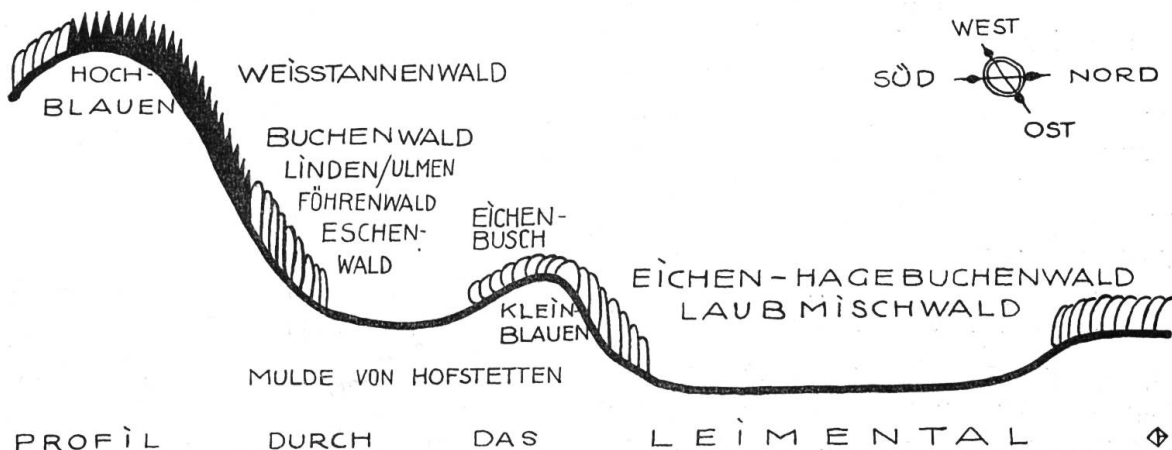 WEST
SÜD NORD
OST
HOCH-
BLAUEN
WEISSTANNENWALD
BUCHENWALD
LINDEN/ULMEN
FÖHRENWALD
ESCHEN-
WALD
EICHEN-
BUSCH
KLEIN-
BLAUEN
EICHEN-HAGEBUCHENWALD
LAUBMISCHWALD
MULDE VON HOFSTETTEN
PROFIL DURCH DAS LEIMENTAL